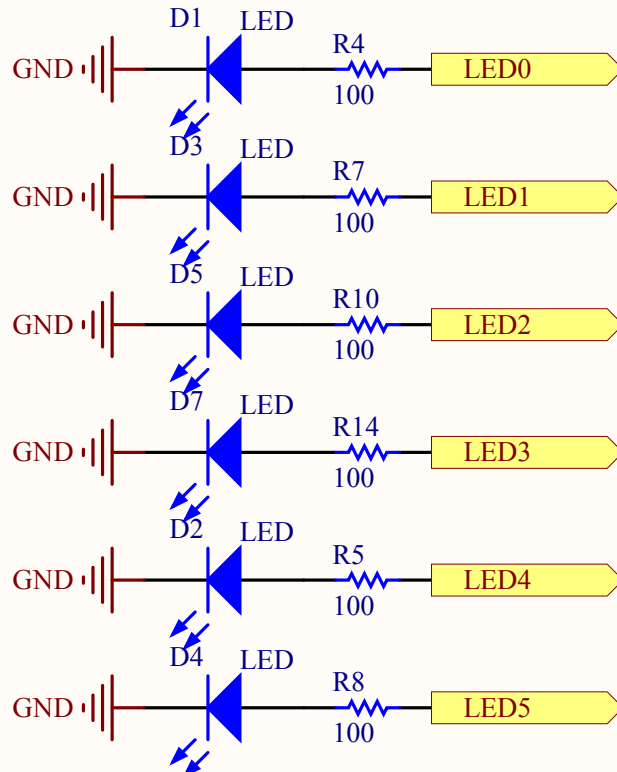 D1 LED
R4
GND LED0
100
D3 LED
R7
GND LED1
100
D5 LED
R10
GND LED2
100
D7 LED
R14
GND LED3
100
D2 LED
R5
GND LED4
100
D4 LED
R8
GND LED5
100